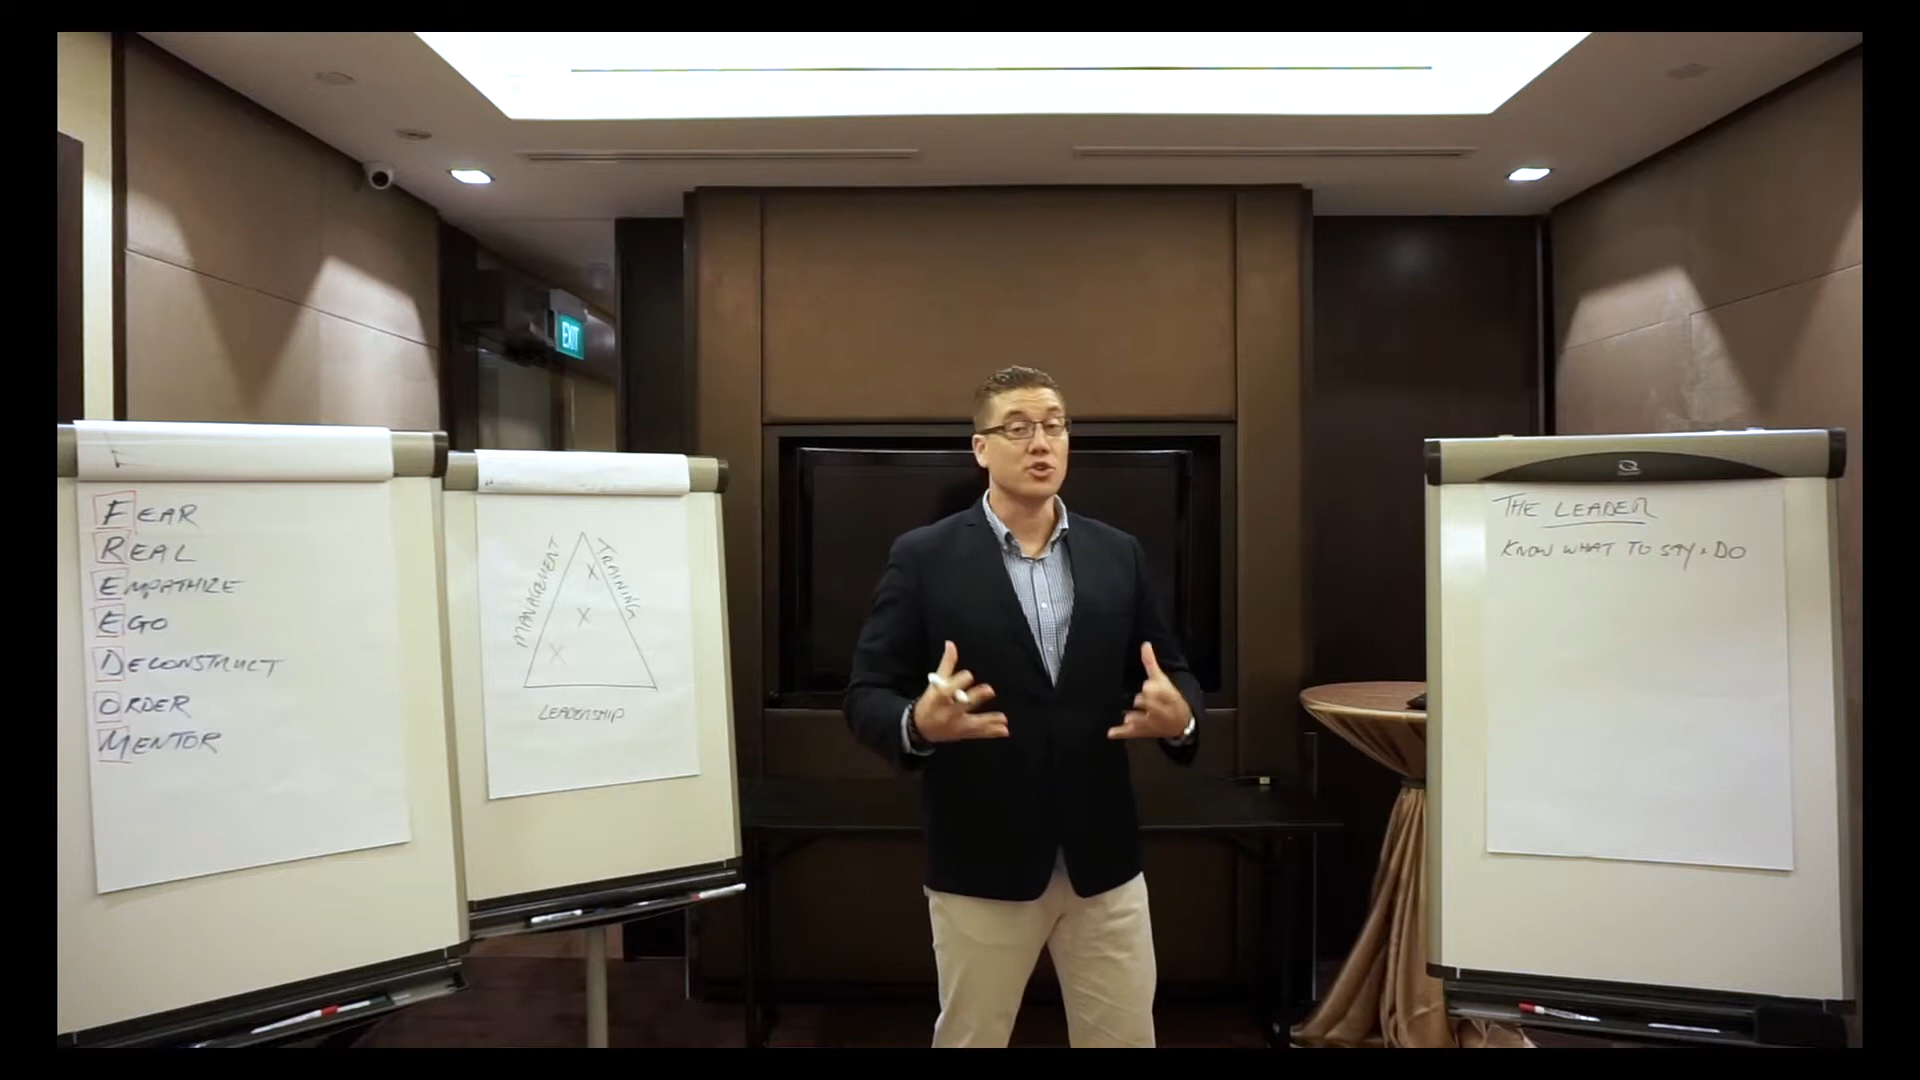 FEAR
REAL
EMPATHIZE
EGO
DECONSTRUCT
ORDER
MENTOR
MANAGEMENT
TRAINING
X
X
X
LEADERSHIP
EXIT
THE LEADER
KNOW WHAT TO SAY + DO